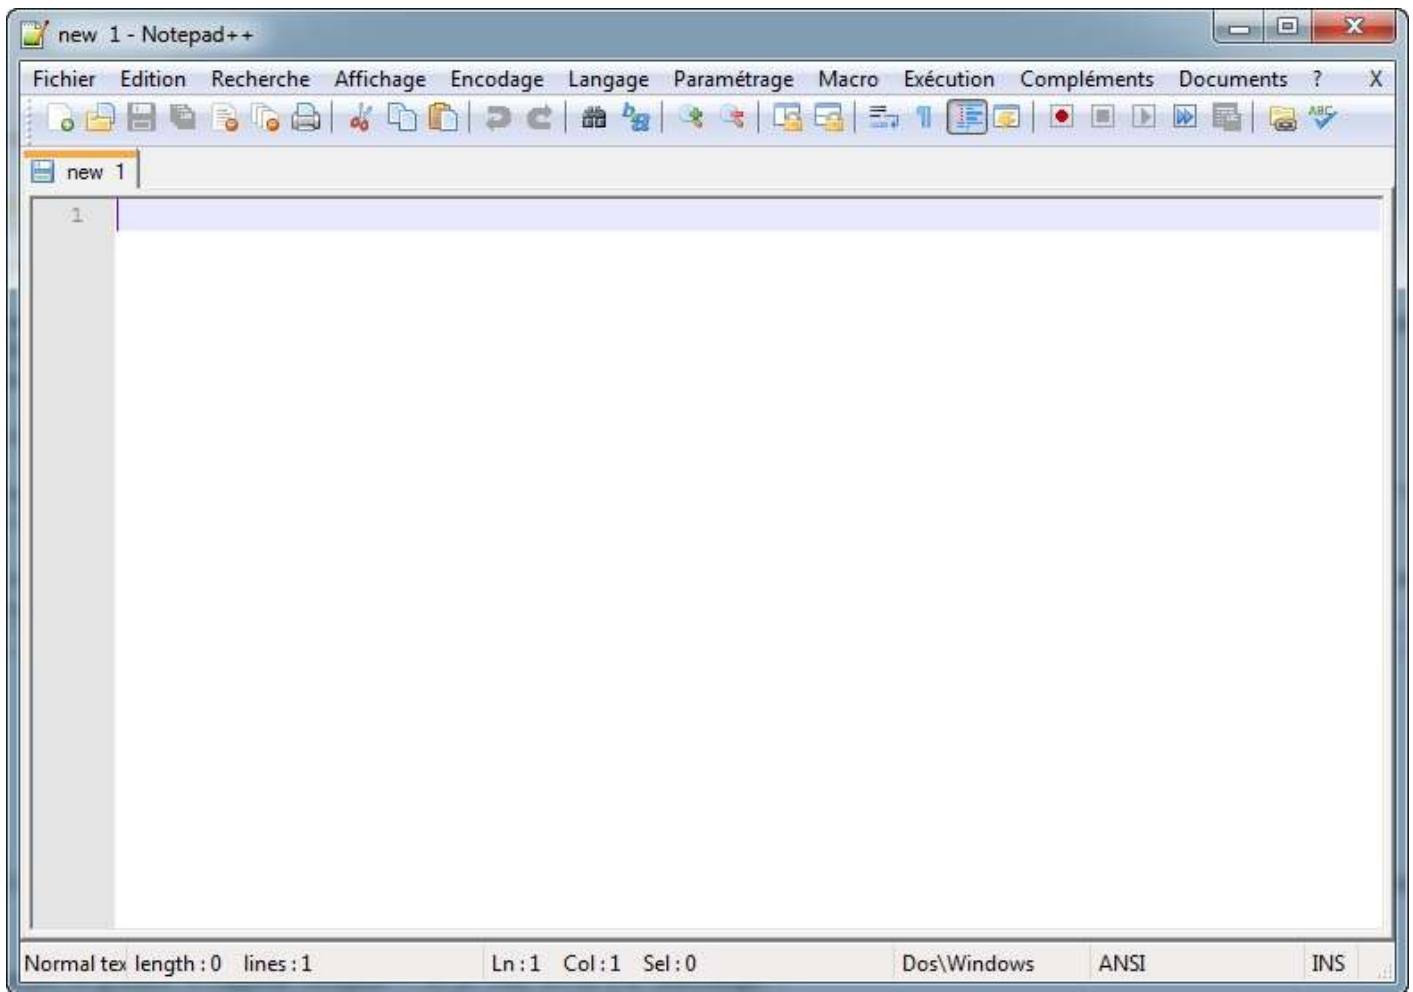 new 1 - Notepad++
Fichier Edition Recherche Affichage Encodage Langage Paramétrage Macro Exécution Compléments Documents ? X
ABC
new 1
1
Normal tex length : 0 lines : 1 Ln : 1 Col : 1 Sel : 0 Dos\Windows ANSI INS